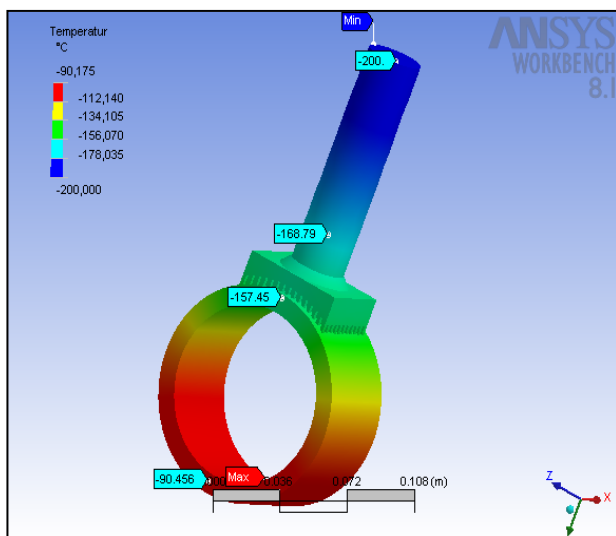 Temperatur
°C
-90,175
-112,140
-134,105
-156,070
-178,035
-200,000
Min
-200.
ANSYS
WORKBENCH
8.1
-168.79
-157.45
-90.456
Max
0.036
0.072
0.108 (m)
Z
X